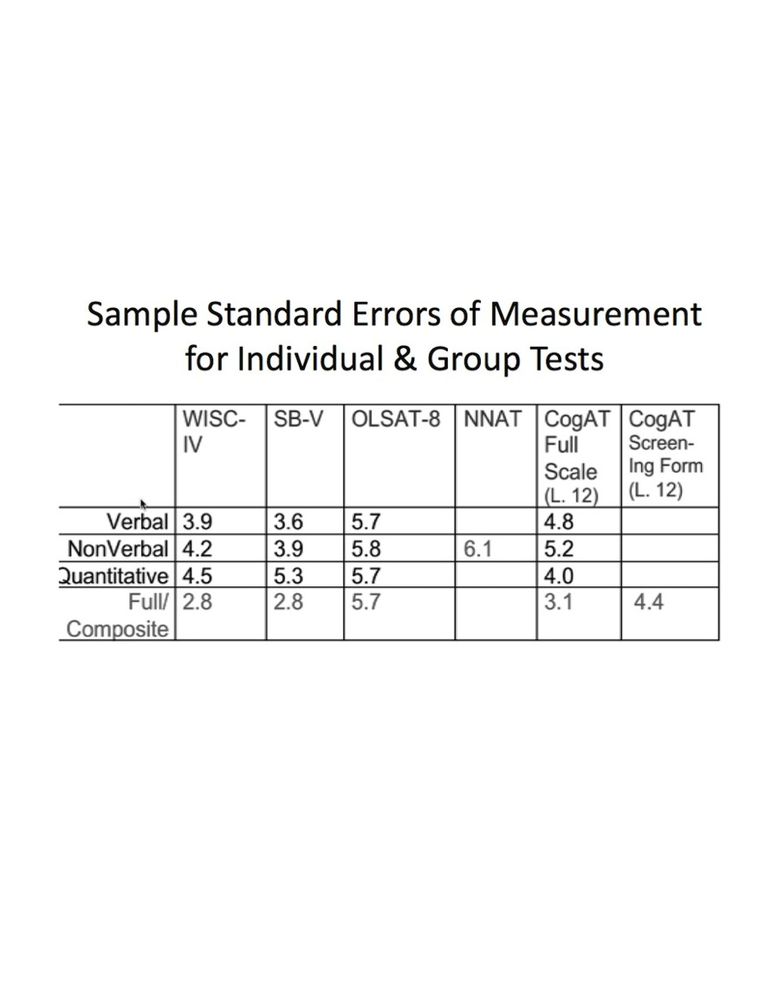 Sample Standard Errors of Measurement
for Individual & Group Tests
WISC-IV SB-V OLSAT-8 NNAT CogAT Full Scale (L. 12) CogAT Screen-Ing Form (L. 12)
Verbal 3.9 3.6 5.7 4.8
NonVerbal 4.2 3.9 5.8 6.1 5.2
Quantitative 4.5 5.3 5.7 4.0
Full/ 2.8 2.8 5.7 3.1 4.4
Composite